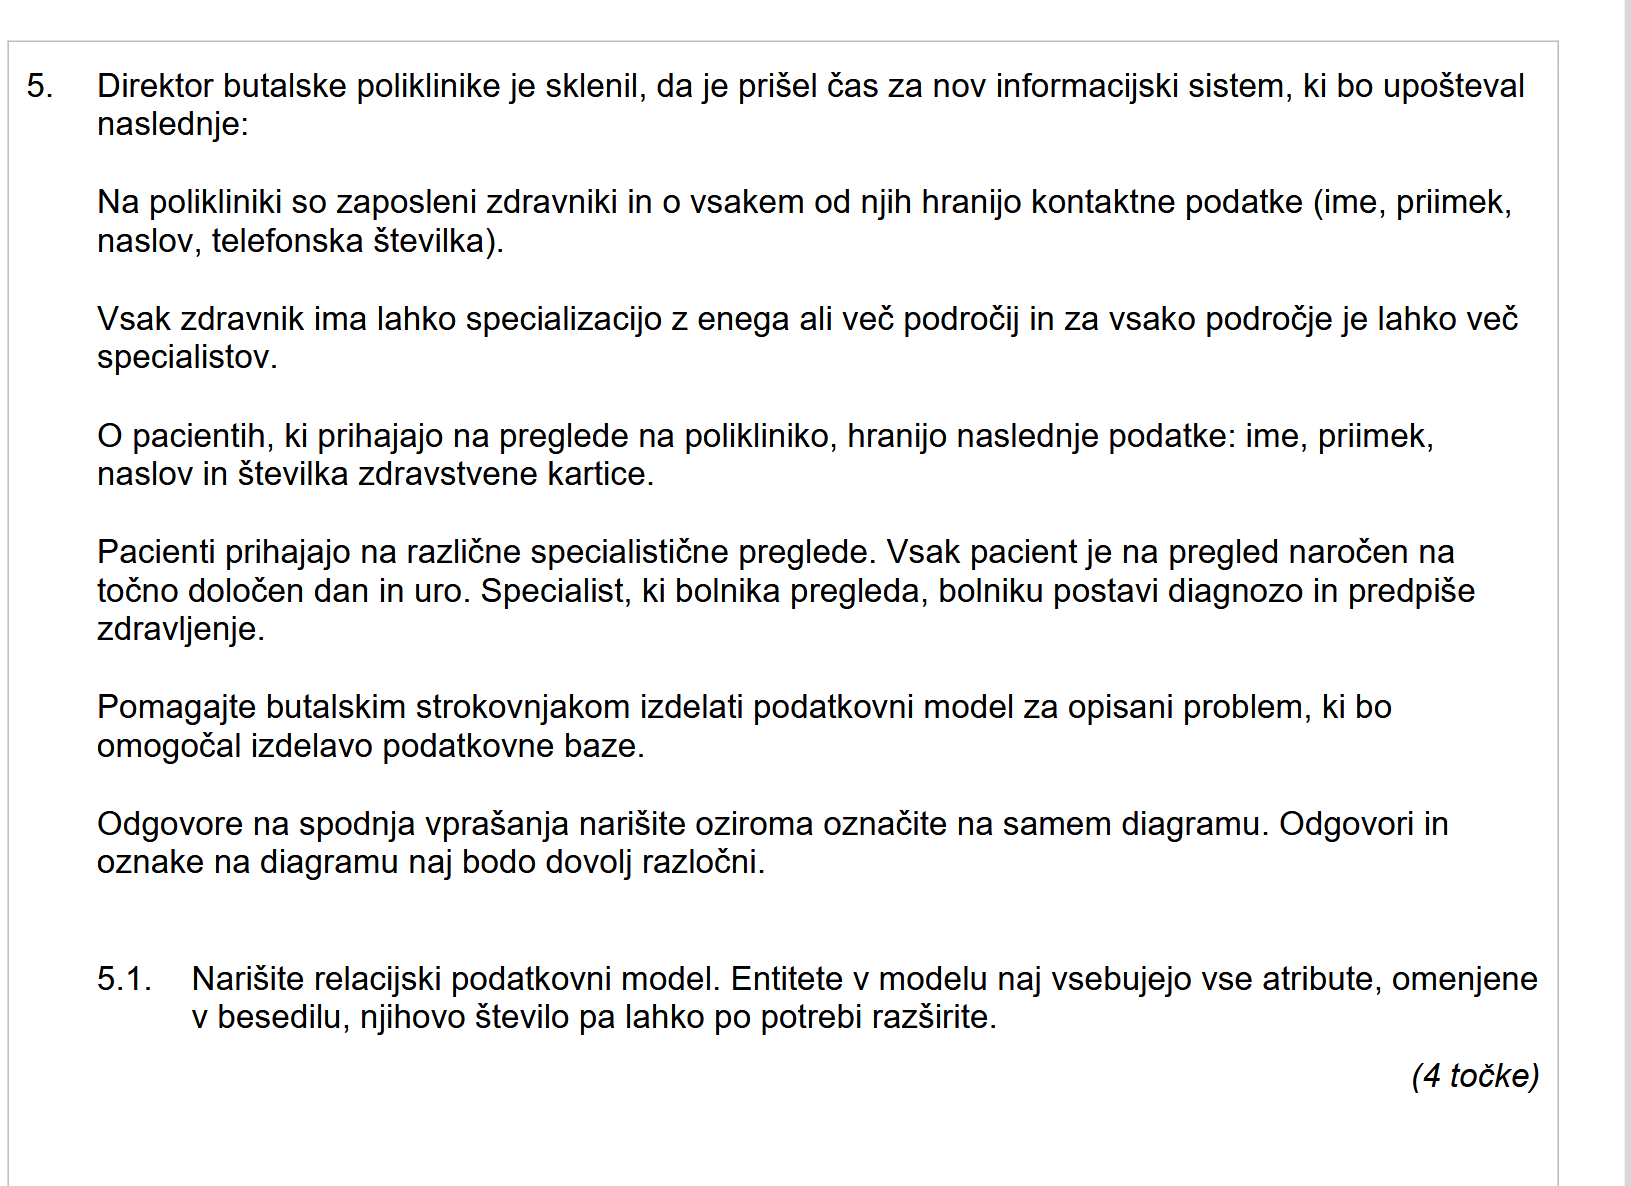 5. Direktor butalske poliklinike je sklenil, da je prišel čas za nov informacijski sistem, ki bo upošteval
naslednje:
Na polikliniki so zaposleni zdravniki in o vsakem od njih hranijo kontaktne podatke (ime, priimek,
naslov, telefonska številka).
Vsak zdravnik ima lahko specializacijo z enega ali več področij in za vsako področje je lahko več
specialistov.
O pacientih, ki prihajajo na preglede na polikliniko, hranijo naslednje podatke: ime, priimek,
naslov in številka zdravstvene kartice.
Pacienti prihajajo na različne specialistične preglede. Vsak pacient je na pregled naročen na
točno določen dan in uro. Specialist, ki bolnika pregleda, bolniku postavi diagnozo in predpiše
zdravljenje.
Pomagajte butalskim strokovnjakom izdelati podatkovni model za opisani problem, ki bo
omogočal izdelavo podatkovne baze.
Odgovore na spodnja vprašanja narišite oziroma označite na samem diagramu. Odgovori in
oznake na diagramu naj bodo dovolj razločni.
5.1. Narišite relacijski podatkovni model. Entitete v modelu naj vsebujejo vse atribute, omenjene
v besedilu, njihovo število pa lahko po potrebi razširite.
(4 točke)